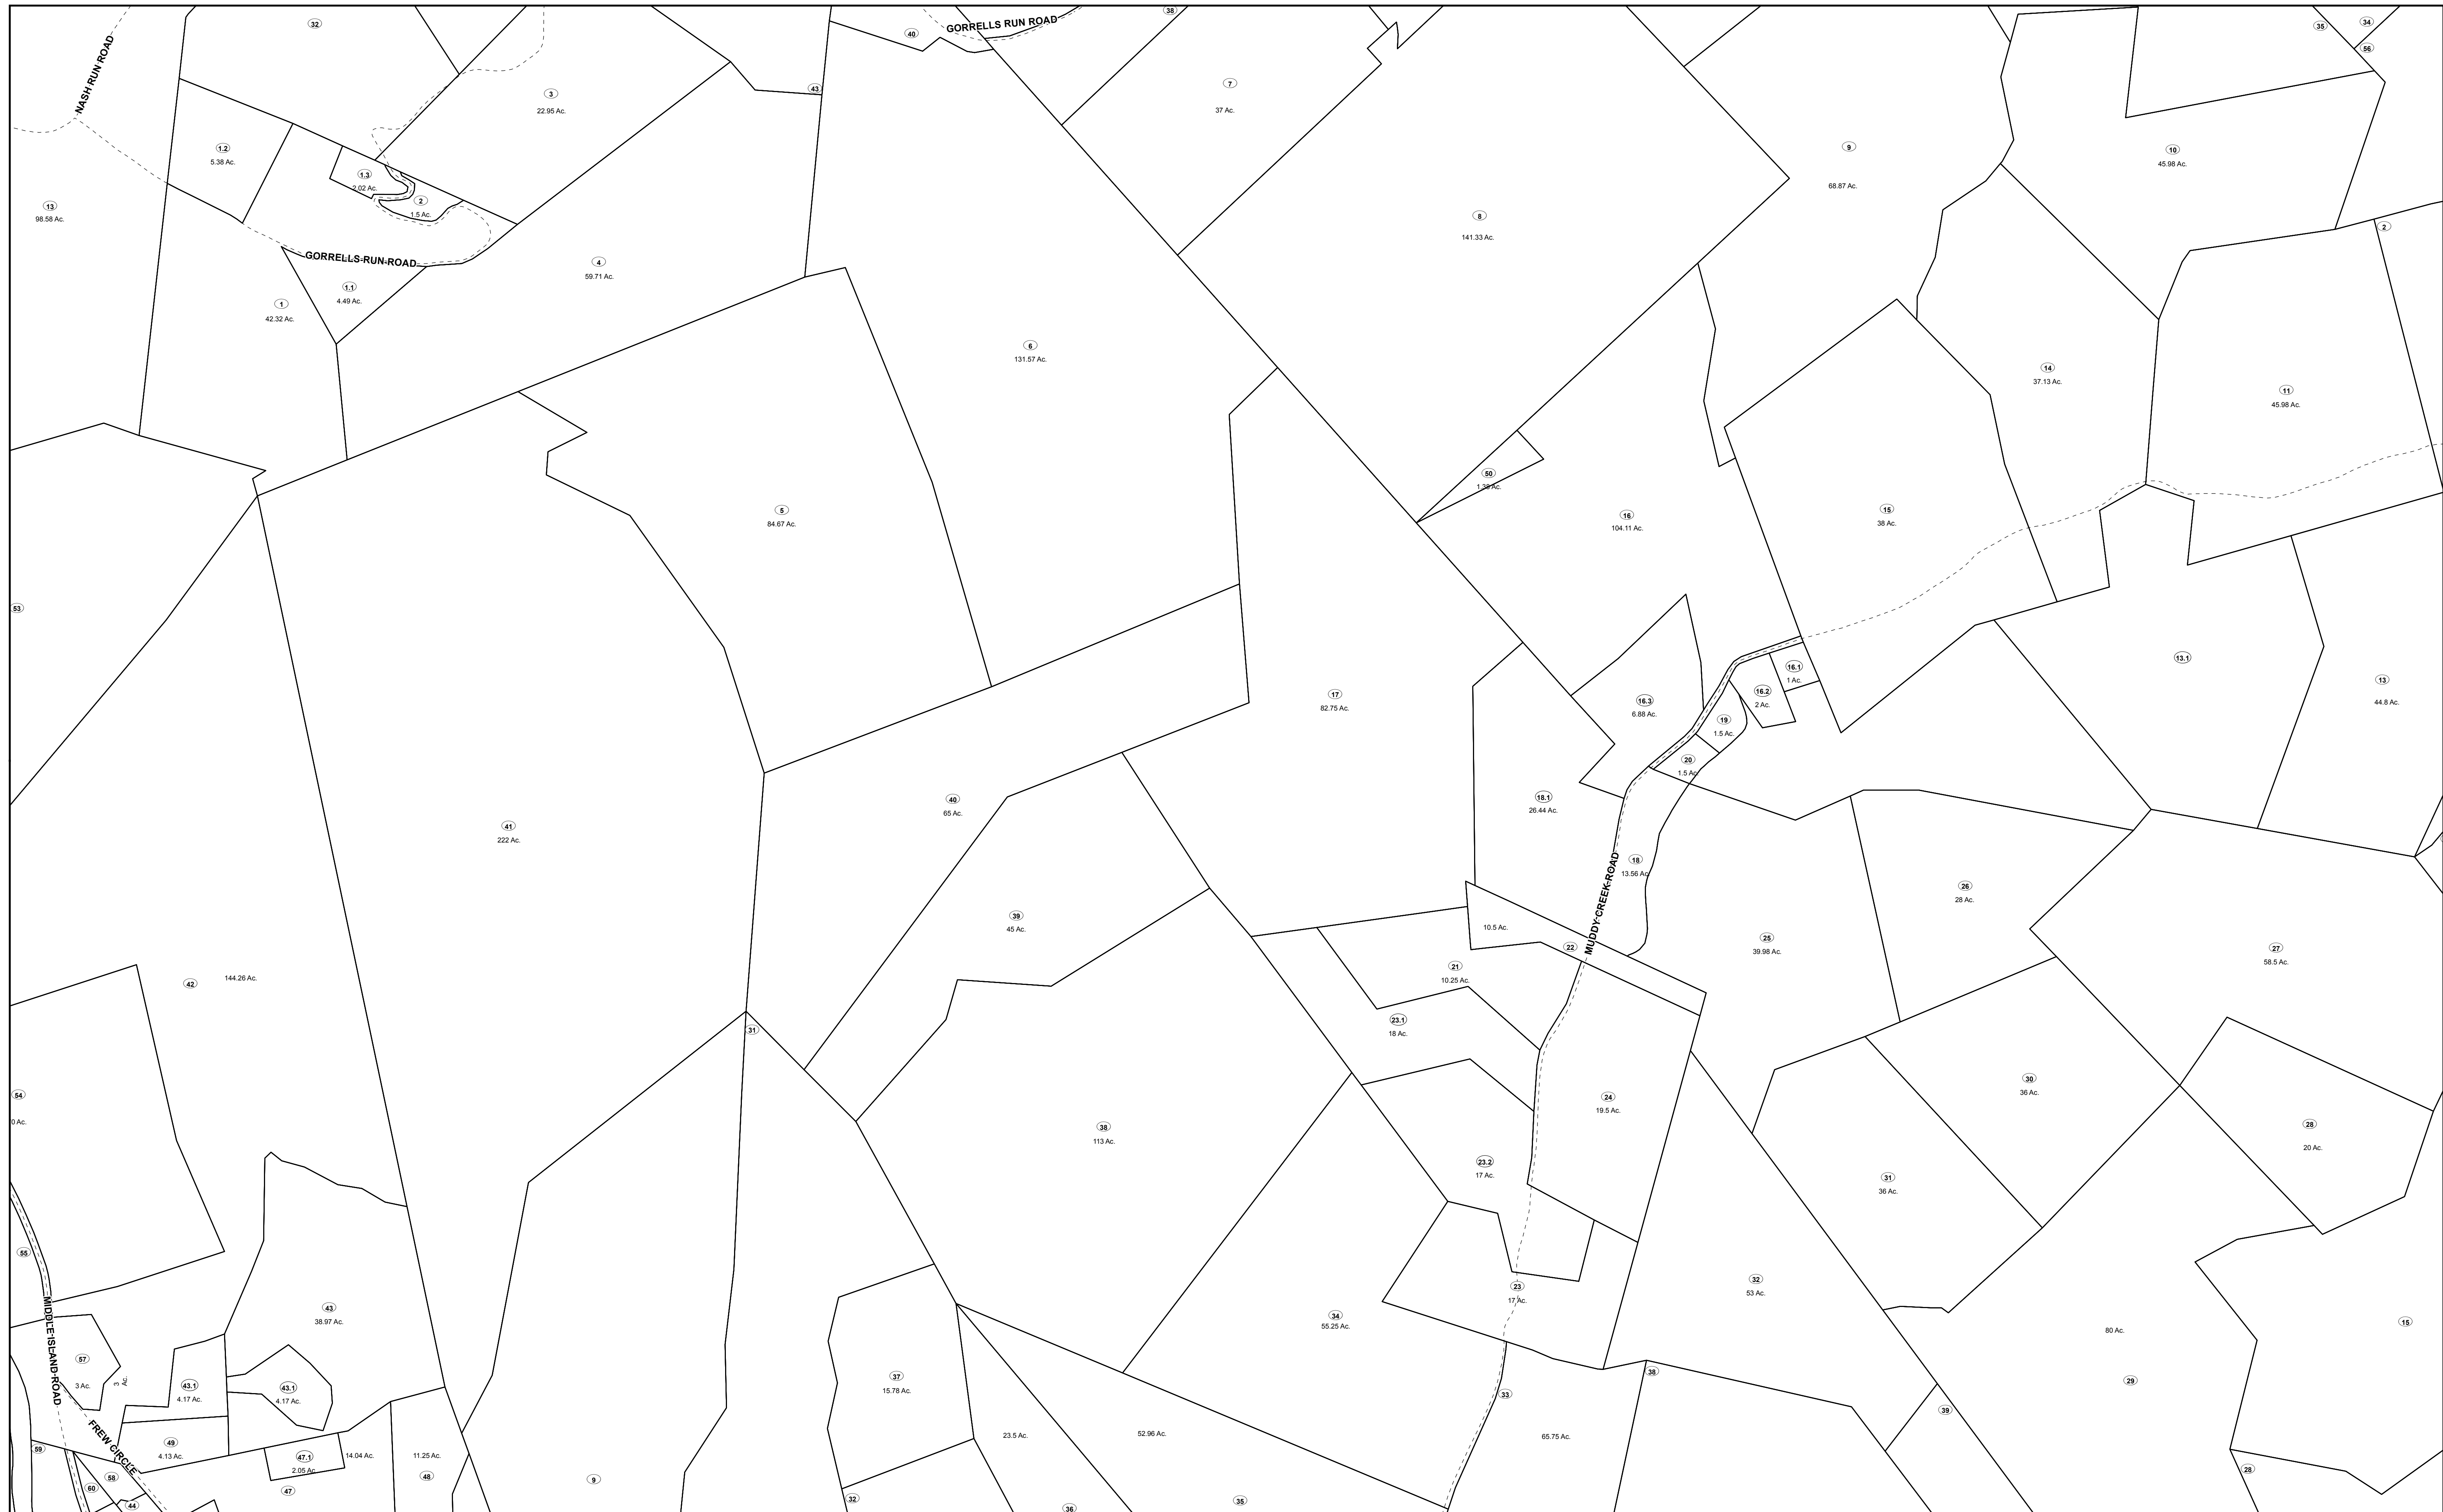 32
38
GORRELLS RUN ROAD
40
35
34
56
NASH RUN ROAD
43
7
37 Ac.
3
22.95 Ac.
1.2
5.38 Ac.
9
68.87 Ac.
10
45.98 Ac.
1.3
2.02 Ac.
2
1.5 Ac.
13
98.58 Ac.
8
141.33 Ac.
2
GORRELLS RUN ROAD
4
59.71 Ac.
1.1
4.49 Ac.
1
42.32 Ac.
6
131.57 Ac.
14
37.13 Ac.
11
45.98 Ac.
50
5
84.67 Ac.
16
104.11 Ac.
15
38 Ac.
53
13.1
16.1
1 Ac.
13
44.8 Ac.
17
82.75 Ac.
16.3
6.88 Ac.
16.2
2 Ac.
19
1.5 Ac.
20
1.5 Ac.
18.1
26.44 Ac.
40
65 Ac.
41
222 Ac.
MUDDY CREEK ROAD
18
13.56 Ac.
26
28 Ac.
39
45 Ac.
10.5 Ac.
22
25
39.98 Ac.
27
58.5 Ac.
21
10.25 Ac.
42
144.26 Ac.
23.1
18 Ac.
31
30
36 Ac.
54
0 Ac.
24
19.5 Ac.
38
113 Ac.
28
20 Ac.
23.2
17 Ac.
31
36 Ac.
55
32
53 Ac.
23
17 Ac.
43
38.97 Ac.
34
55.25 Ac.
15
80 Ac.
MIDDLE ISLAND ROAD
57
3 Ac.
3 Ac.
43.1
4.17 Ac.
43.1
4.17 Ac.
37
15.78 Ac.
38
29
33
39
FREW CIRCLE
49
4.13 Ac.
59
47.1
2.05 Ac.
14.04 Ac.
11.25 Ac.
48
23.5 Ac.
52.96 Ac.
65.75 Ac.
58
60
47
9
28
44
32
36
35